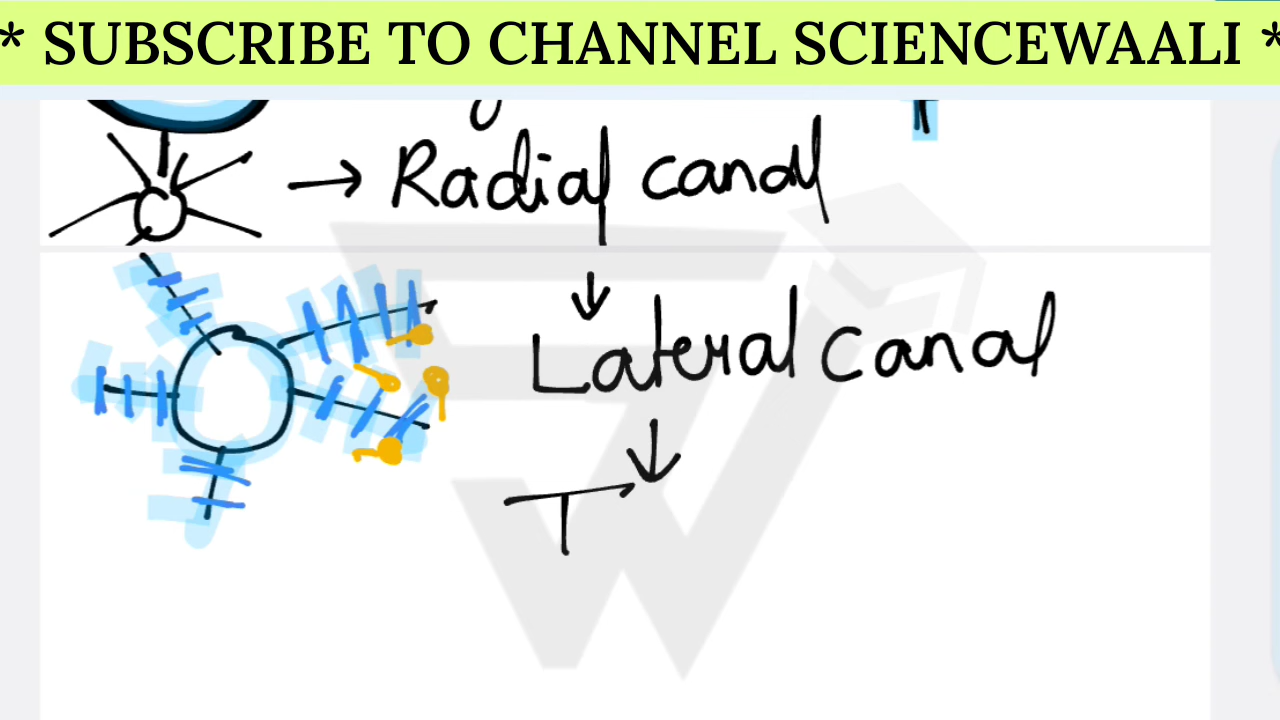 * SUBSCRIBE TO CHANNEL SCIENCEWAALI *
→ Radial canal
↓
Lateral canal
↓
T